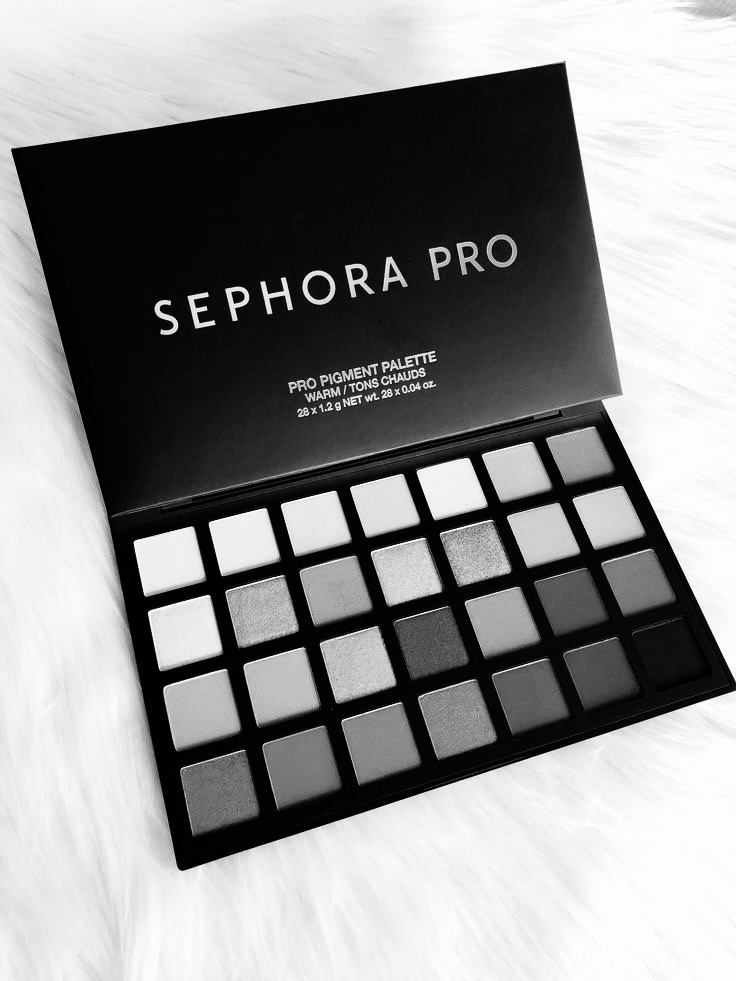 SEPHORA PRO
PRO PIGMENT PALETTE
WARM / TONS CHAUDS
28 x 1.2 g NET wt. 28 x 0.04 oz.